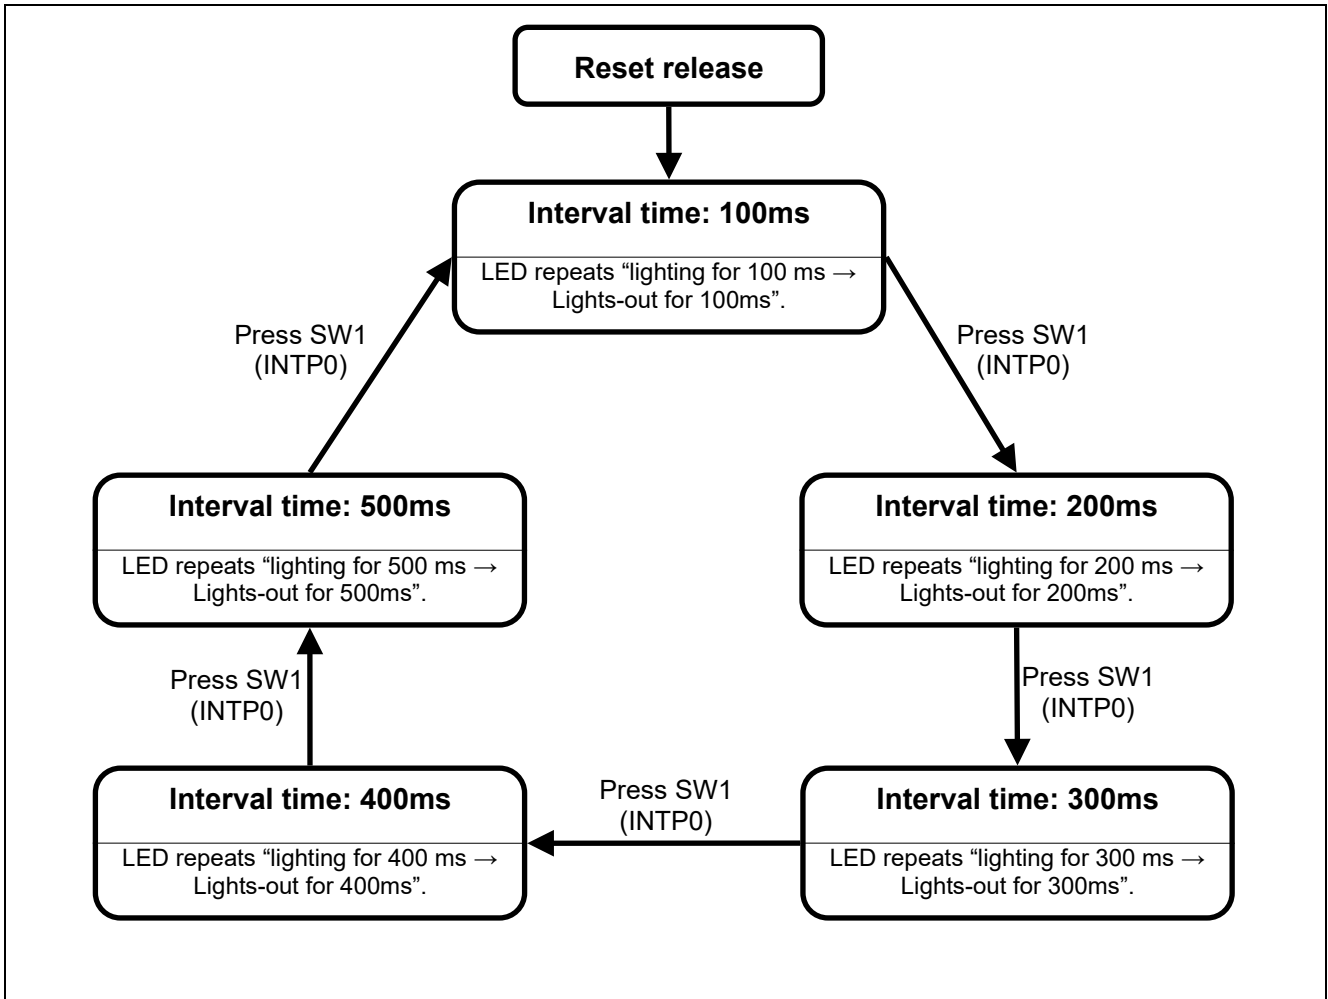 Reset release
Interval time: 100ms
LED repeats “lighting for 100 ms →
Lights-out for 100ms”.
Press SW1
(INTP0)
Press SW1
(INTP0)
Interval time: 500ms
LED repeats “lighting for 500 ms →
Lights-out for 500ms”.
Interval time: 200ms
LED repeats “lighting for 200 ms →
Lights-out for 200ms”.
Press SW1
(INTP0)
Press SW1
(INTP0)
Interval time: 400ms
LED repeats “lighting for 400 ms →
Lights-out for 400ms”.
Press SW1
(INTP0)
Interval time: 300ms
LED repeats “lighting for 300 ms →
Lights-out for 300ms”.